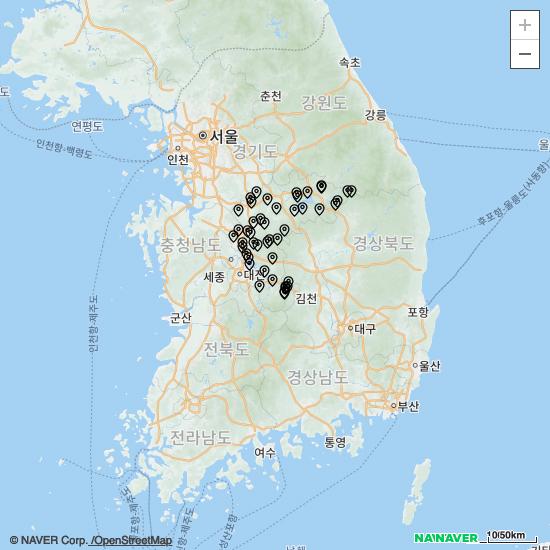 +
−
속초
춘천
강원도
도
연평도
강릉
서울
울
인천항-백령도
인천
경기도
후포항-울릉도(사동항)
충청남도
경상북도
세종
대전
김천
인천항-제주도
군산
포항
대구
전북도
울산
경상남도
부산
전라남도
통영
여수
© NAVER Corp. /OpenStreetMap
NAVER
10/50km